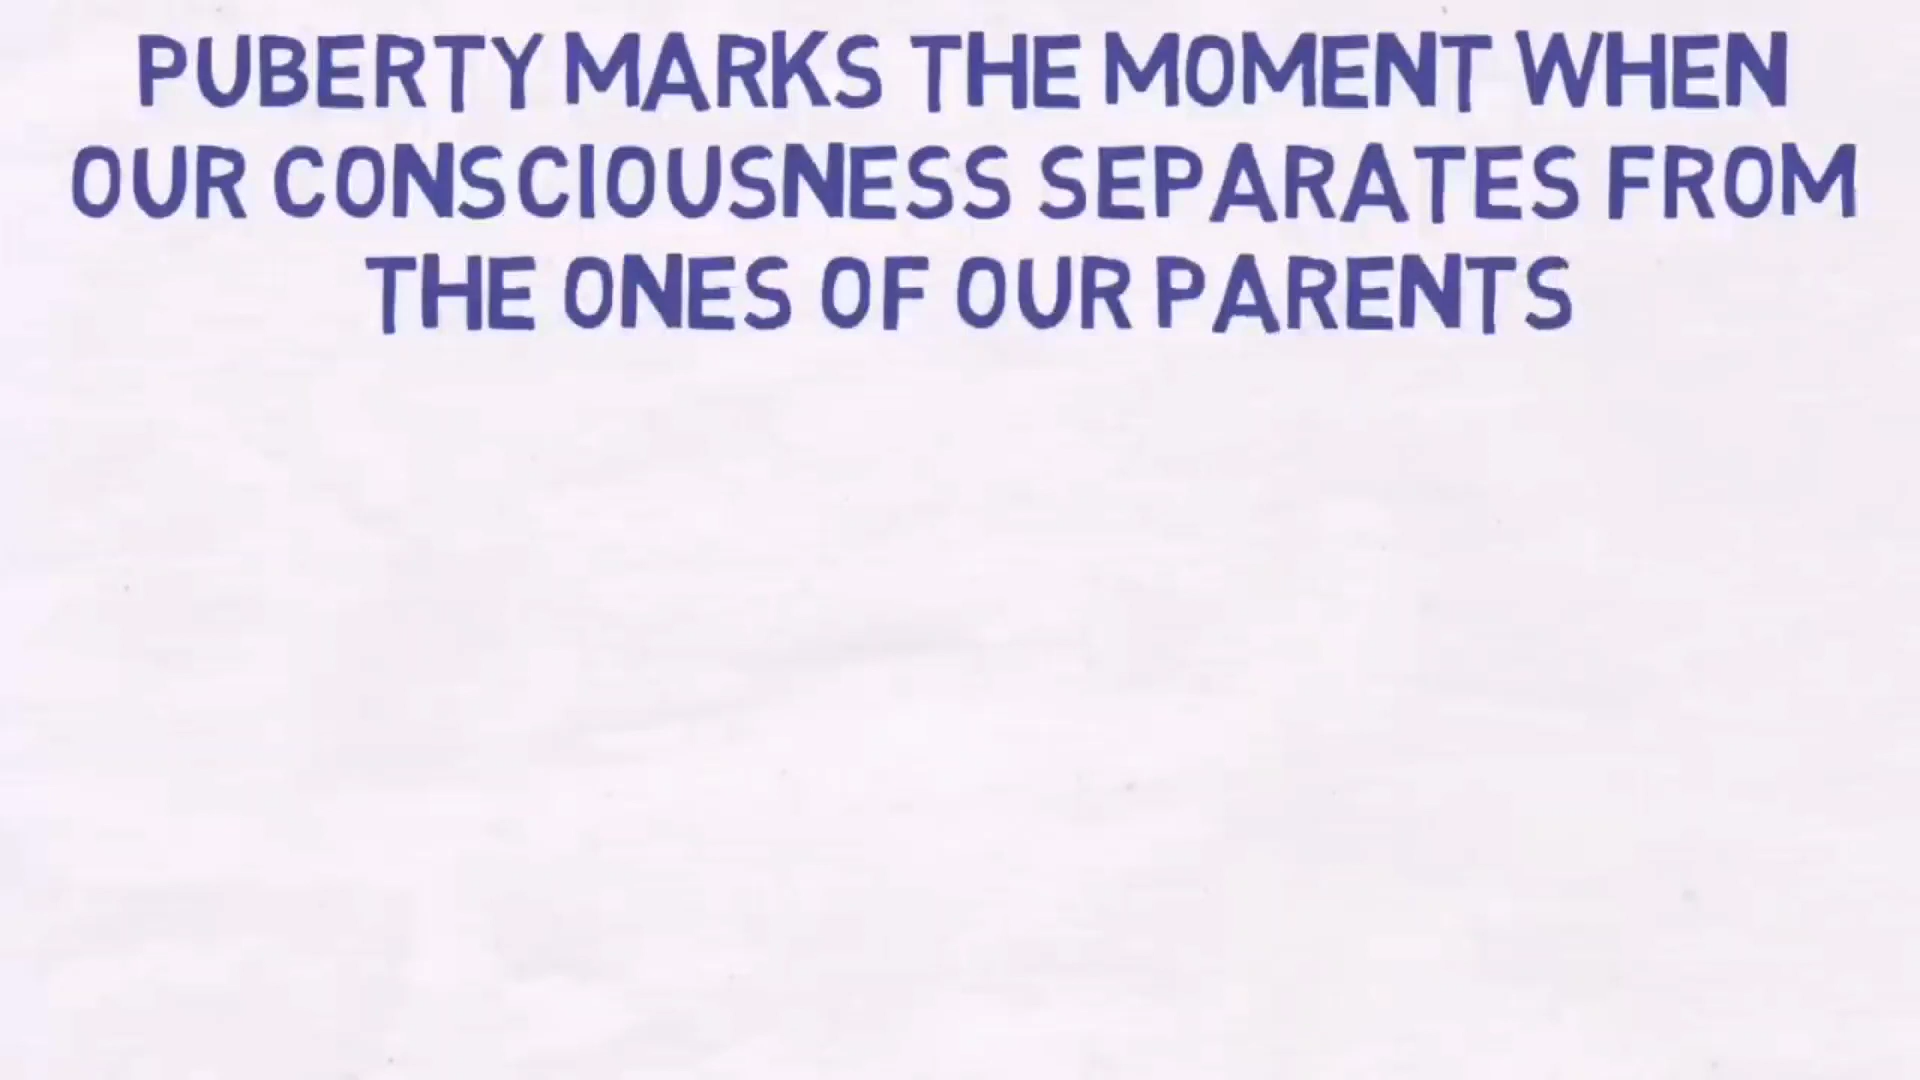 PUBERTY MARKS THE MOMENT WHEN
OUR CONSCIOUSNESS SEPARATES FROM
THE ONES OF OUR PARENTS